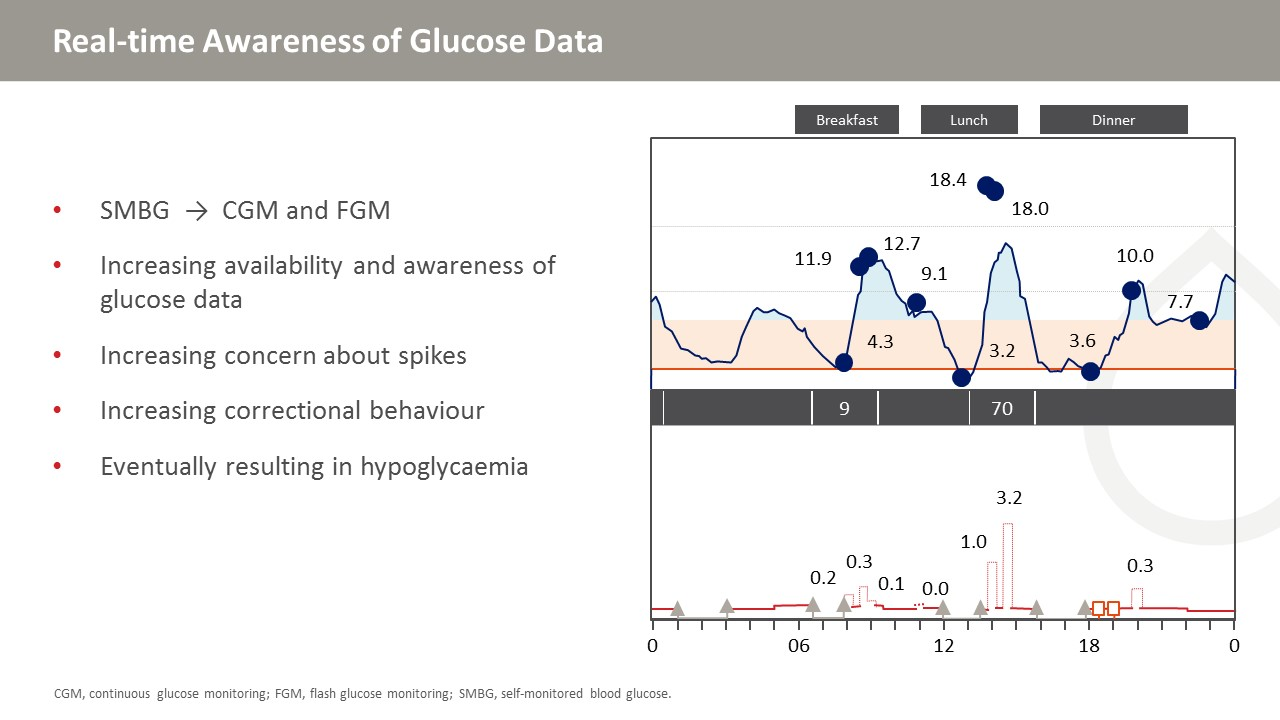 Real-time Awareness of Glucose Data
• SMBG → CGM and FGM
• Increasing availability and awareness of
glucose data
• Increasing concern about spikes
• Increasing correctional behaviour
• Eventually resulting in hypoglycaemia
Breakfast Lunch Dinner
18.4
18.0
12.7
11.9
9.1
10.0
7.7
4.3
3.2
3.6
9 70
3.2
1.0
0.3
0.2
0.1
0.0
0.3
0 06 12 18 0
CGM, continuous glucose monitoring; FGM, flash glucose monitoring; SMBG, self-monitored blood glucose.